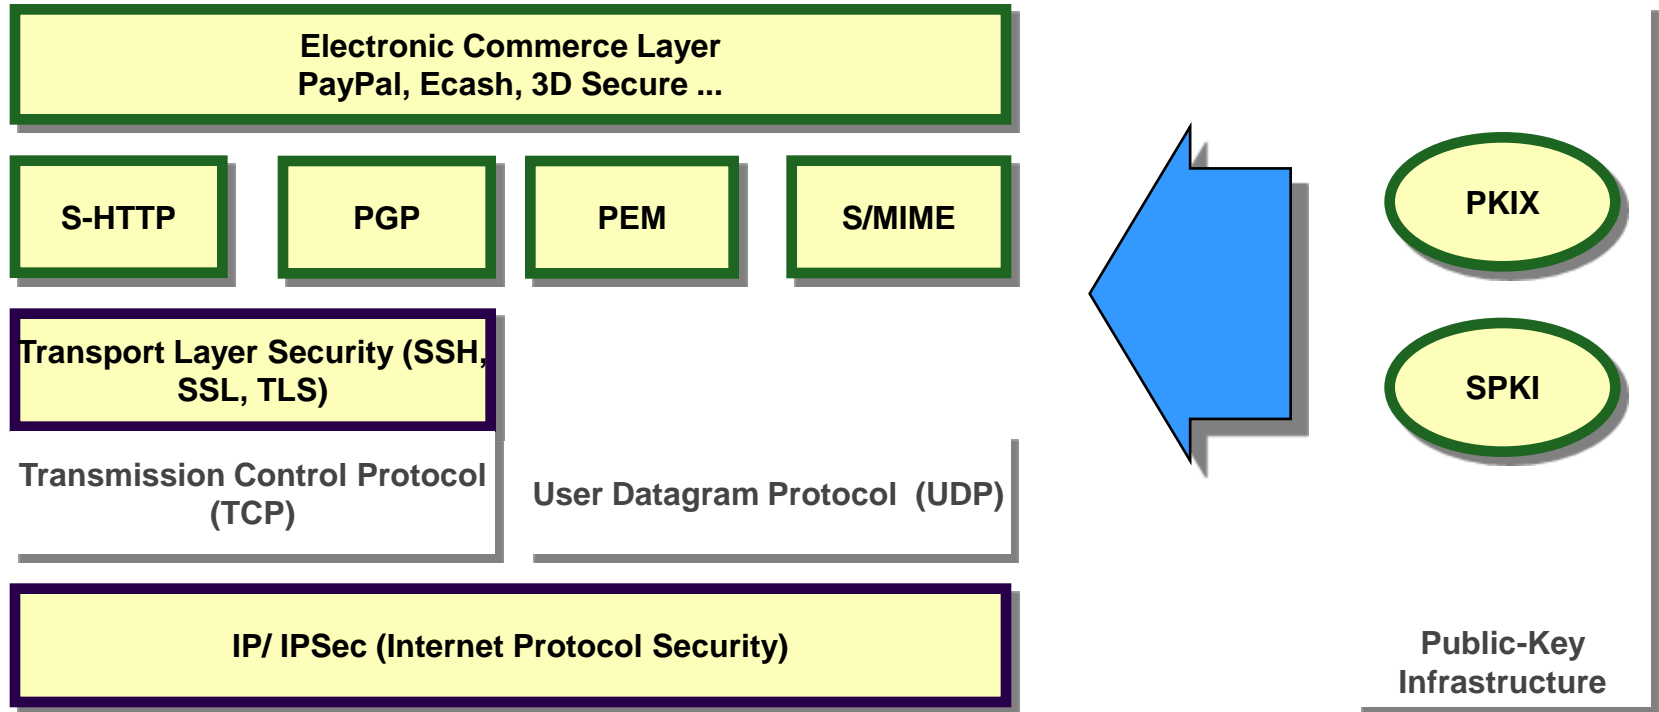 Electronic Commerce Layer
PayPal, Ecash, 3D Secure ...
S-HTTP
PGP
PEM
S/MIME
Transport Layer Security (SSH,
SSL, TLS)
Transmission Control Protocol
(TCP)
User Datagram Protocol  (UDP)
IP/ IPSec (Internet Protocol Security)
PKIX
SPKI
Public-Key
Infrastructure